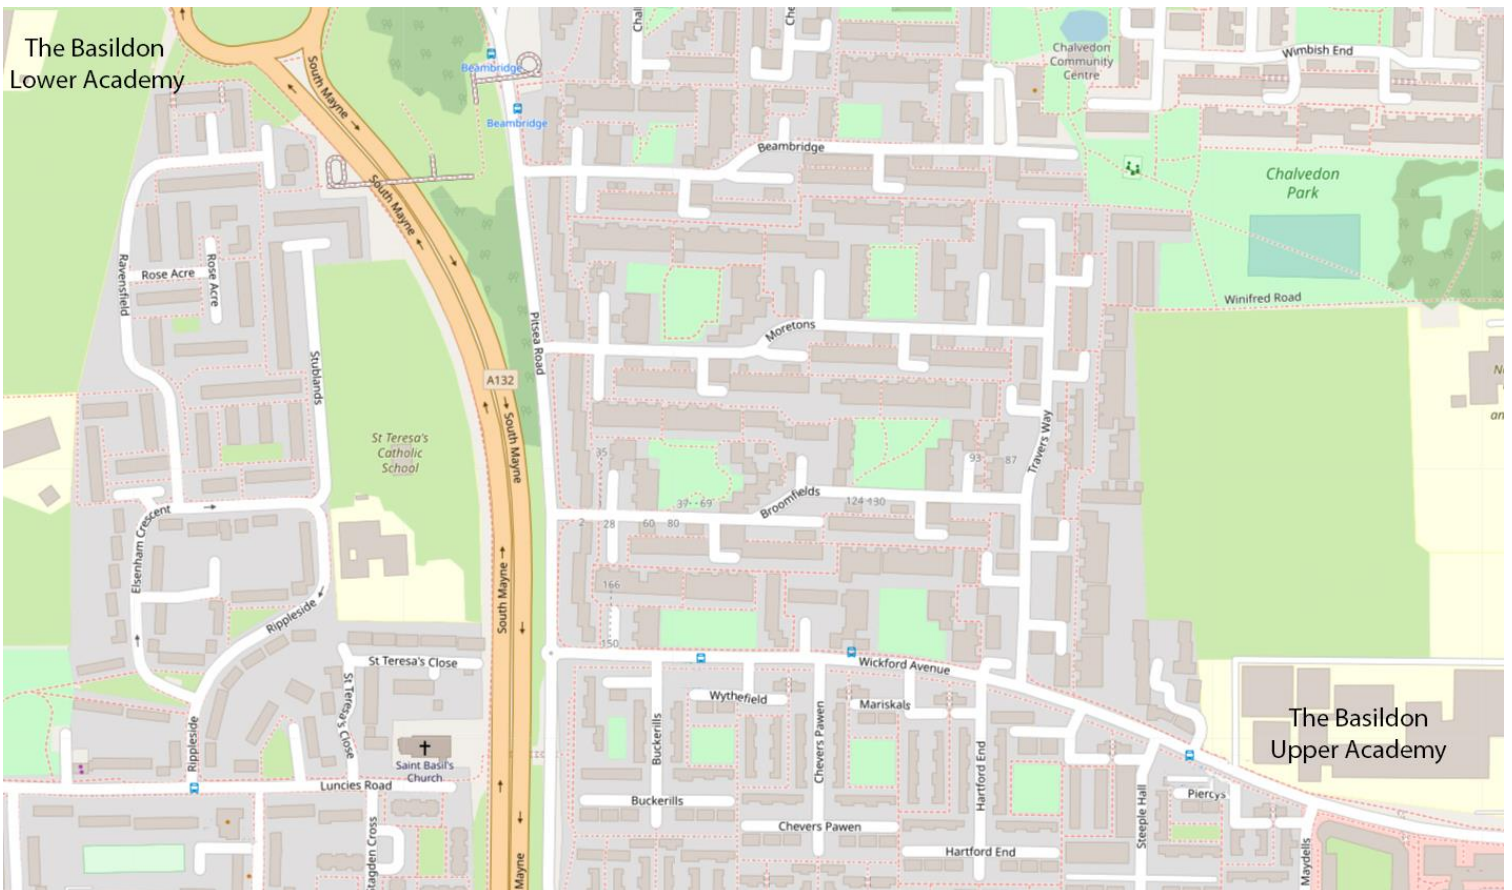 The Basildon
Lower Academy
South Mayne
Beambridge
Beambridge
Chalvedon
Community
Centre
Wimbish End
Beambridge
Chalvedon
Park
South Mayne
Ravensfield
Rose Acre
Rose Acre
Pitsea Road
Moretons
Winifred Road
Stublands
A132
South Mayne
St Teresa's
Catholic
School
Travers Way
35
93
87
37
69
Broomfields
124-130
2
28
60
80
Elsenham Crescent
South Mayne
166
150
Rippleside
St Teresa's Close
Wickford Avenue
Wythefield
Mariskals
St Teresa's Close
Buckerills
Chevers Pawen
Hartford End
The Basildon
Upper Academy
Rippleside
Saint Basil's
Church
Luncies Road
Buckerills
Piercys
Steeple Hall
Chevers Pawen
Hartford End
Maydells
Mayne